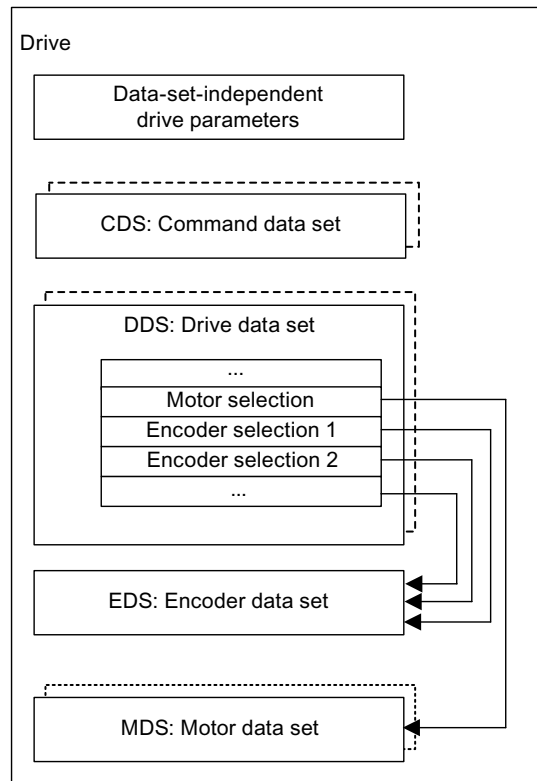 Drive
Data-set-independent
drive parameters
CDS: Command data set
DDS: Drive data set
...
Motor selection
Encoder selection 1
Encoder selection 2
...
EDS: Encoder data set
MDS: Motor data set